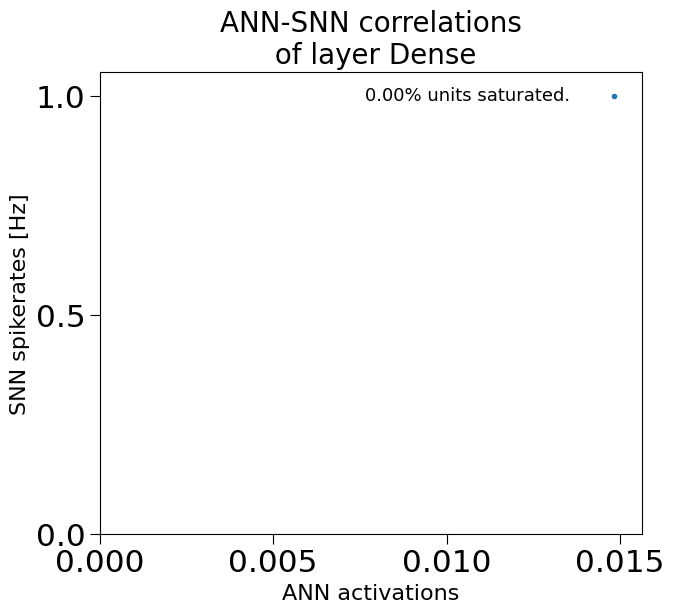 ANN-SNN correlations
of layer Dense
0.00% units saturated.
1.0
0.5
0.0
SNN spikerates [Hz]
0.000 0.005 0.010 0.015
ANN activations